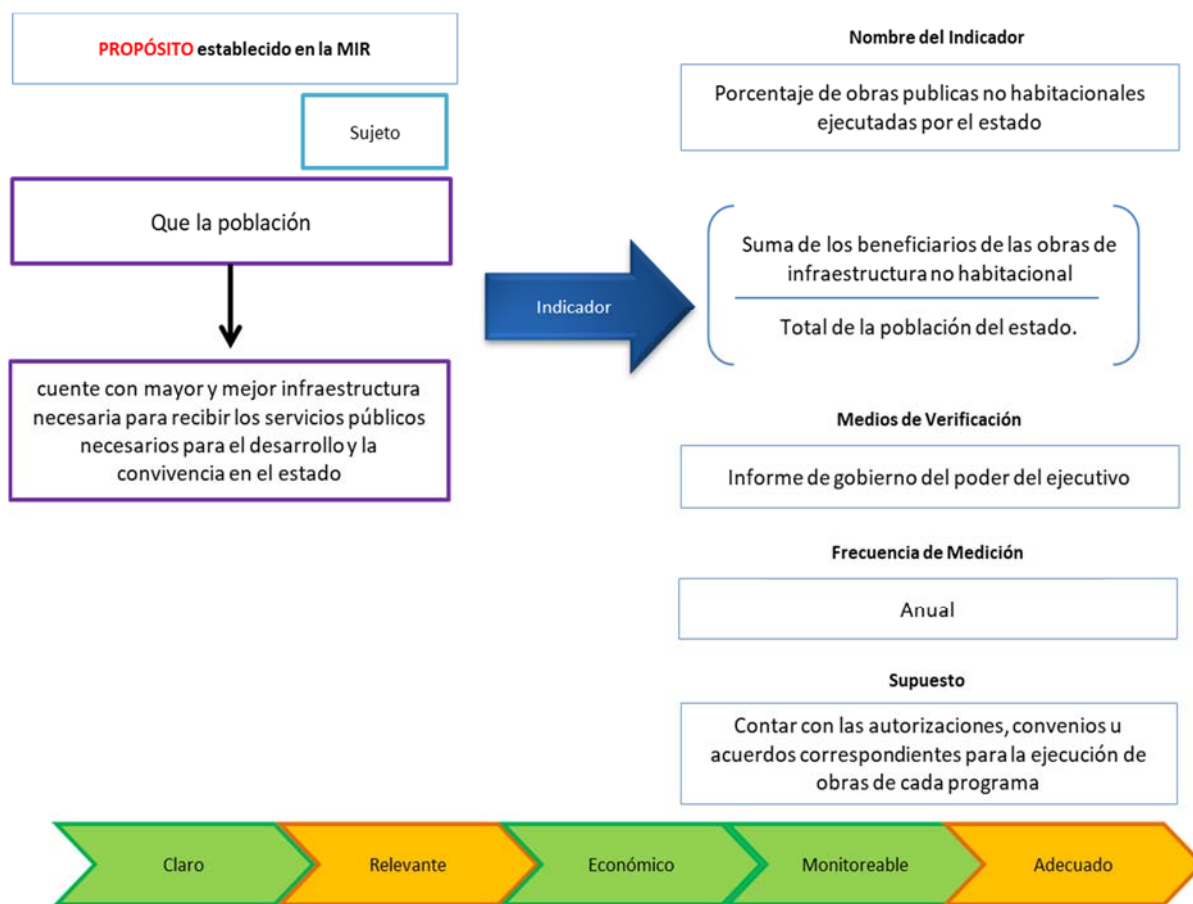 PROPÓSITO establecido en la MIR
Sujeto
Que la población
cuente con mayor y mejor infraestructura
necesaria para recibir los servicios públicos
necesarios para el desarrollo y la
convivencia en el estado
Indicador
Nombre del Indicador
Porcentaje de obras publicas no habitacionales
ejecutadas por el estado
Suma de los beneficiarios de las obras de
infraestructura no habitacional
Total de la población del estado.
Medios de Verificación
Informe de gobierno del poder del ejecutivo
Frecuencia de Medición
Anual
Supuesto
Contar con las autorizaciones, convenios u
acuerdos correspondientes para la ejecución de
obras de cada programa
Claro
Relevante
Económico
Monitoreable
Adecuado